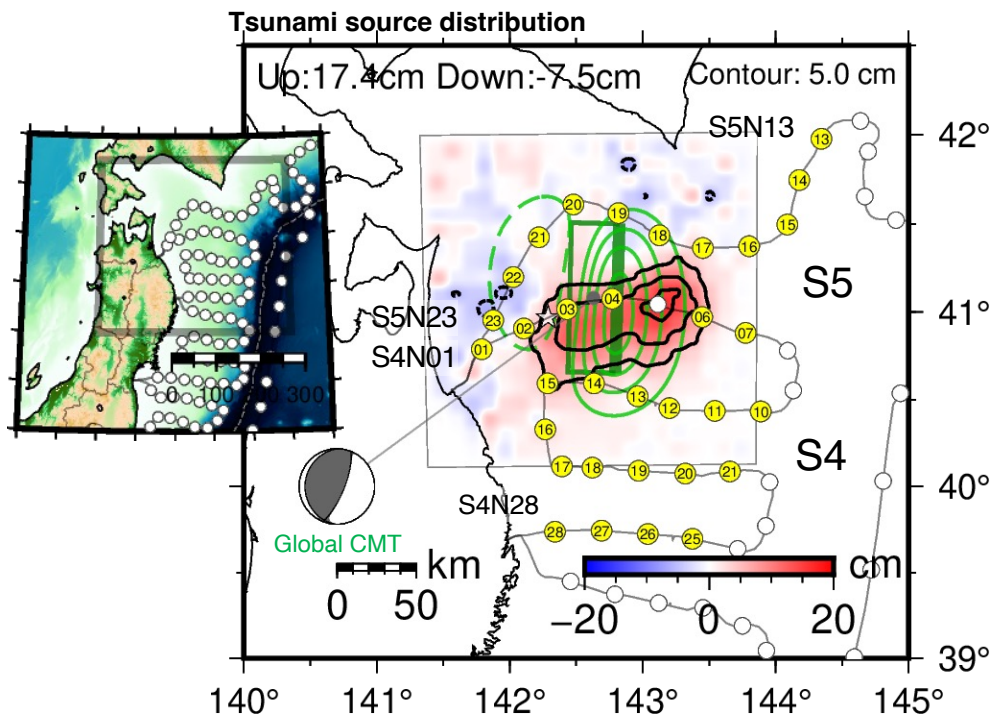 Tsunami source distribution
Up:17.4cm Down:-7.5cm
Contour: 5.0 cm
S5N13
13
42°
14
20
19
15
21
18
17
16
22
S5
04
03
06
41°
S5N23
23
02
07
S4N01
01
15
14
13
12
11
10
0 100 200 300
16
S4
17
18
19
20
21
40°
S4N28
28
27
26
25
Global CMT
km
0 50
cm
−20 0 20
39°
140° 141° 142° 143° 144° 145°